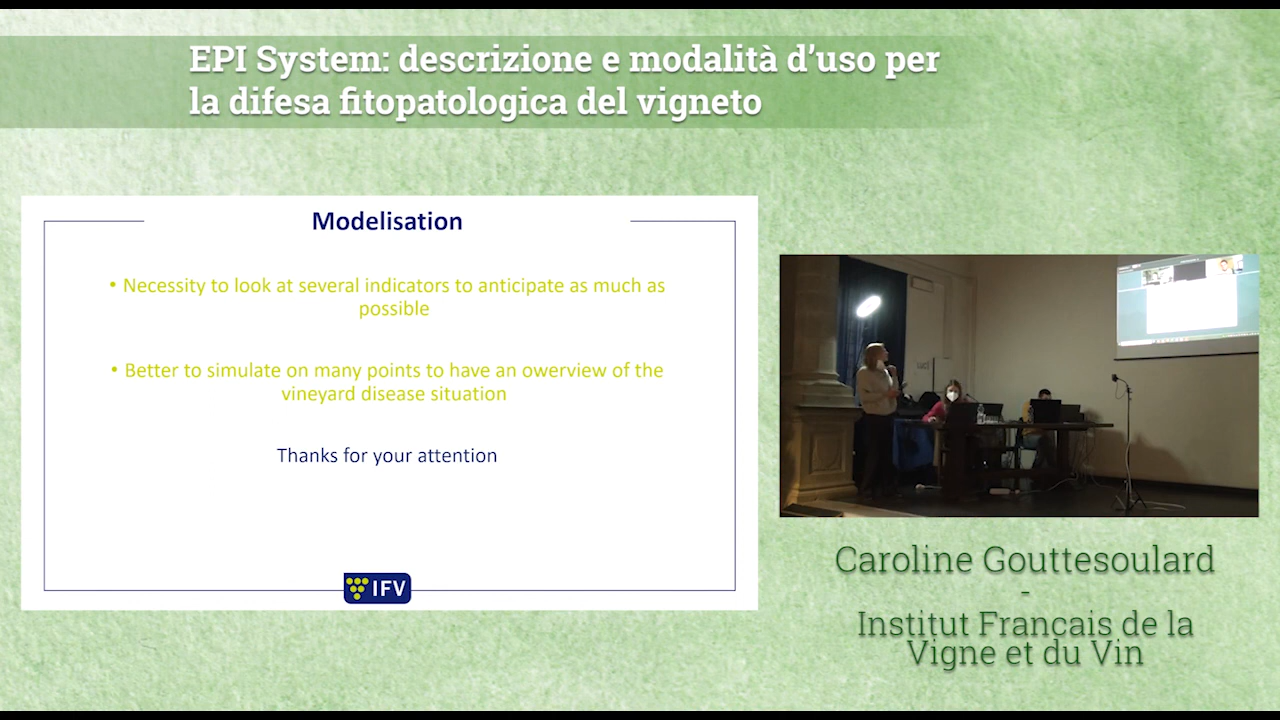 EPI System: descrizione e modalità d'uso per
la difesa fitopatologica del vigneto
Modelisation
• Necessity to look at several indicators to anticipate as much as
possible
• Better to simulate on many points to have an owerview of the
vineyard disease situation
Thanks for your attention
IFV
Caroline Gouttesoulard
-
Institut Français de la
Vigne et du Vin